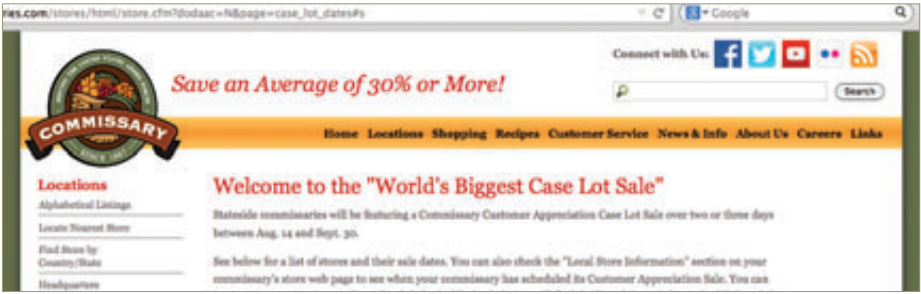 ries.com/stores/html/store.cfm?dodaac=N&page=case_lot_dates#s
Google
Connect with Us:
Save an Average of 30% or More!
Search
COMMISSARY
SINCE 1867
Home Locations Shopping Recipes Customer Service News & Info About Us Careers Links
Locations
Alphabetical Listings
Locate Nearest Store
Find Store by
Country/State
Headquarters
Welcome to the "World's Biggest Case Lot Sale"
Stateside commissaries will be featuring a Commissary Customer Appreciation Case Lot Sale over two or three days
between Aug. 14 and Sept. 30.
See below for a list of stores and their sale dates. You can also check the "Local Store Information" section on your
commissary's store web page to see when your commissary has scheduled its Customer Appreciation Sale. You can